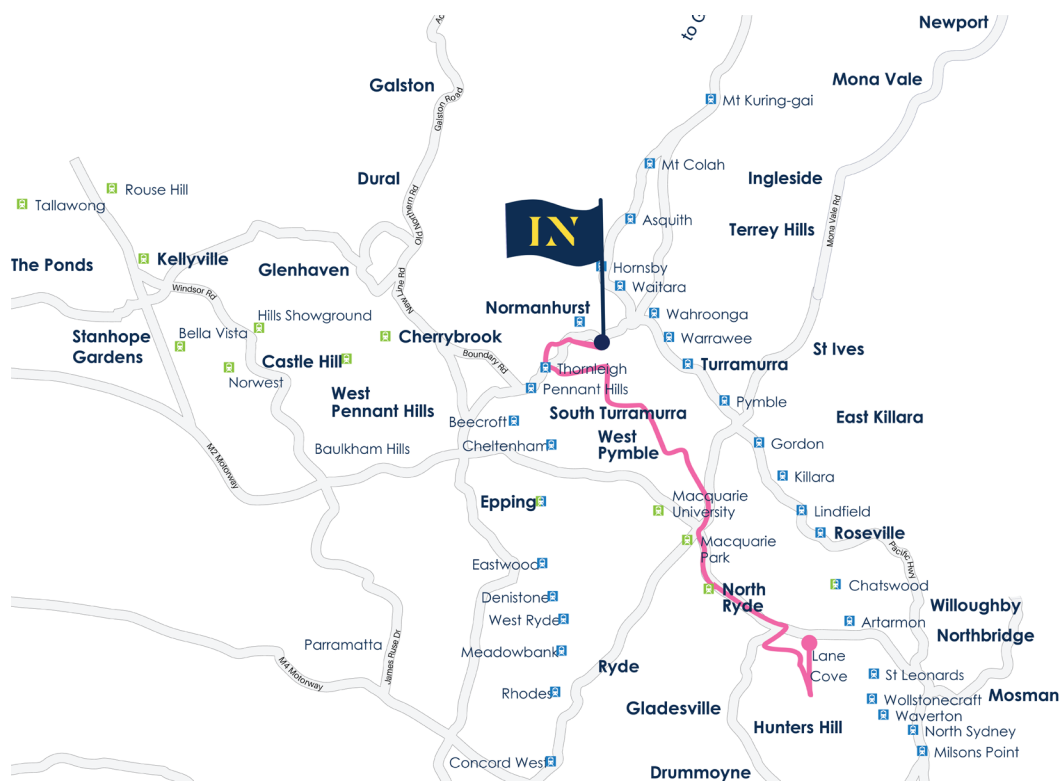 to G
Newport
Ac
Galston
Mona Vale
Galston Road
Mt Kuring-gai
Mt Colah
Dural
Ingleside
Rouse Hill
Tallawong
Old Northern Rd
Mona Vale Rd
Asquith
Terrey Hills
IN
Kellyville
The Ponds
Glenhaven
Hornsby
Waitara
New Line Rd
Windsor Rd
Normanhurst
Hills Showground
Wahroonga
Stanhope
Gardens
Bella Vista
Cherrybrook
Warrawee
St Ives
Castle Hill
Boundary Rd
Thornleigh
Turramurra
Norwest
Pennant Hills
West
Pennant Hills
Pymble
South Turramurra
East Killara
Beecroft
West
Pymble
Cheltenham
Gordon
Baulkham Hills
M2 Motorway
Killara
Epping
Macquarie
University
Lindfield
Roseville
Macquarie
Park
Pacific Hwy
Eastwood
Chatswood
North
Ryde
Denistone
Willoughby
West Ryde
Artarmon
Northbridge
Parramatta
James Ruse Dr
Meadowbank
Lane
Cove
Ryde
M4 Motorway
St Leonards
Rhodes
Mosman
Wollstonecraft
Gladesville
Waverton
Hunters Hill
North Sydney
Milsons Point
Concord West
Drummoyne